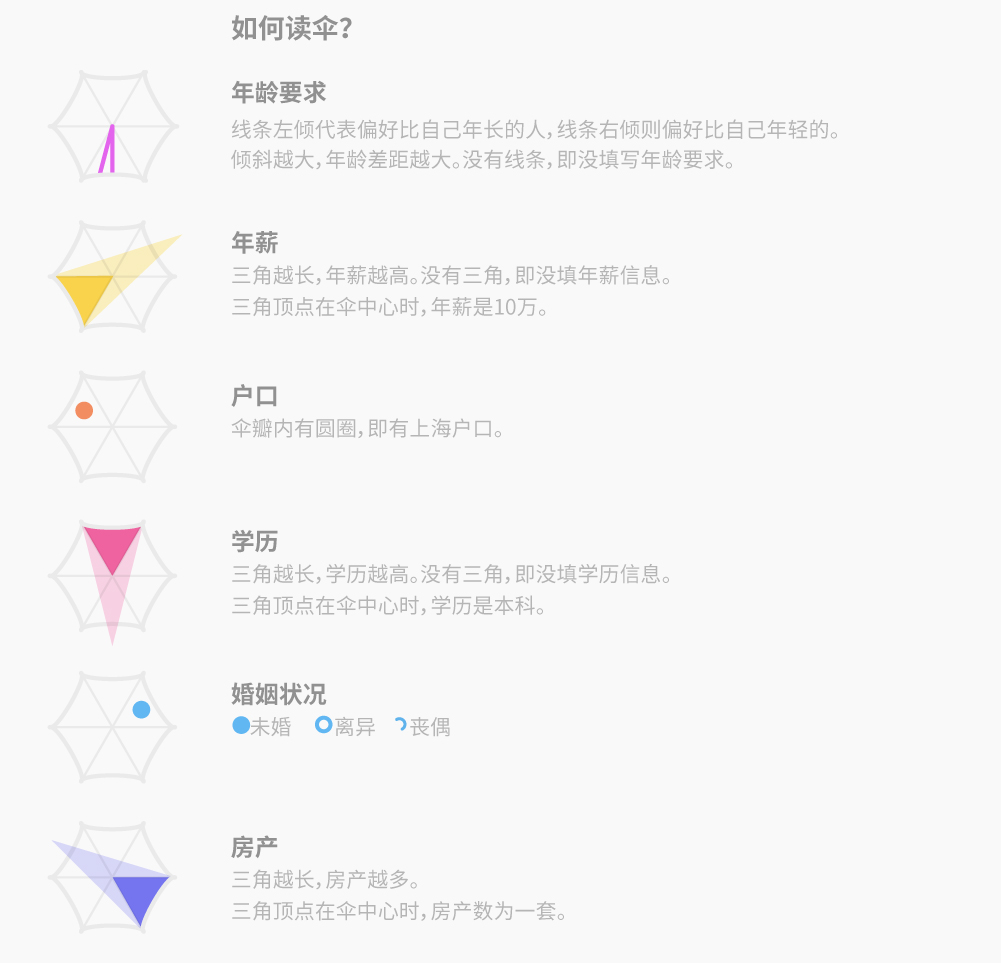 如何读伞？
年龄要求
线条左倾代表偏好比自己年长的人，线条右倾则偏好比自己年轻的。
倾斜越大，年龄差距越大。没有线条，即没填写年龄要求。
年薪
三角越长，年薪越高。没有三角，即没填年薪信息。
三角顶点在伞中心时，年薪是10万。
户口
伞瓣内有圆圈，即有上海户口。
学历
三角越长，学历越高。没有三角，即没填学历信息。
三角顶点在伞中心时，学历是本科。
婚姻状况
未婚 离异 丧偶
房产
三角越长，房产越多。
三角顶点在伞中心时，房产数为一套。